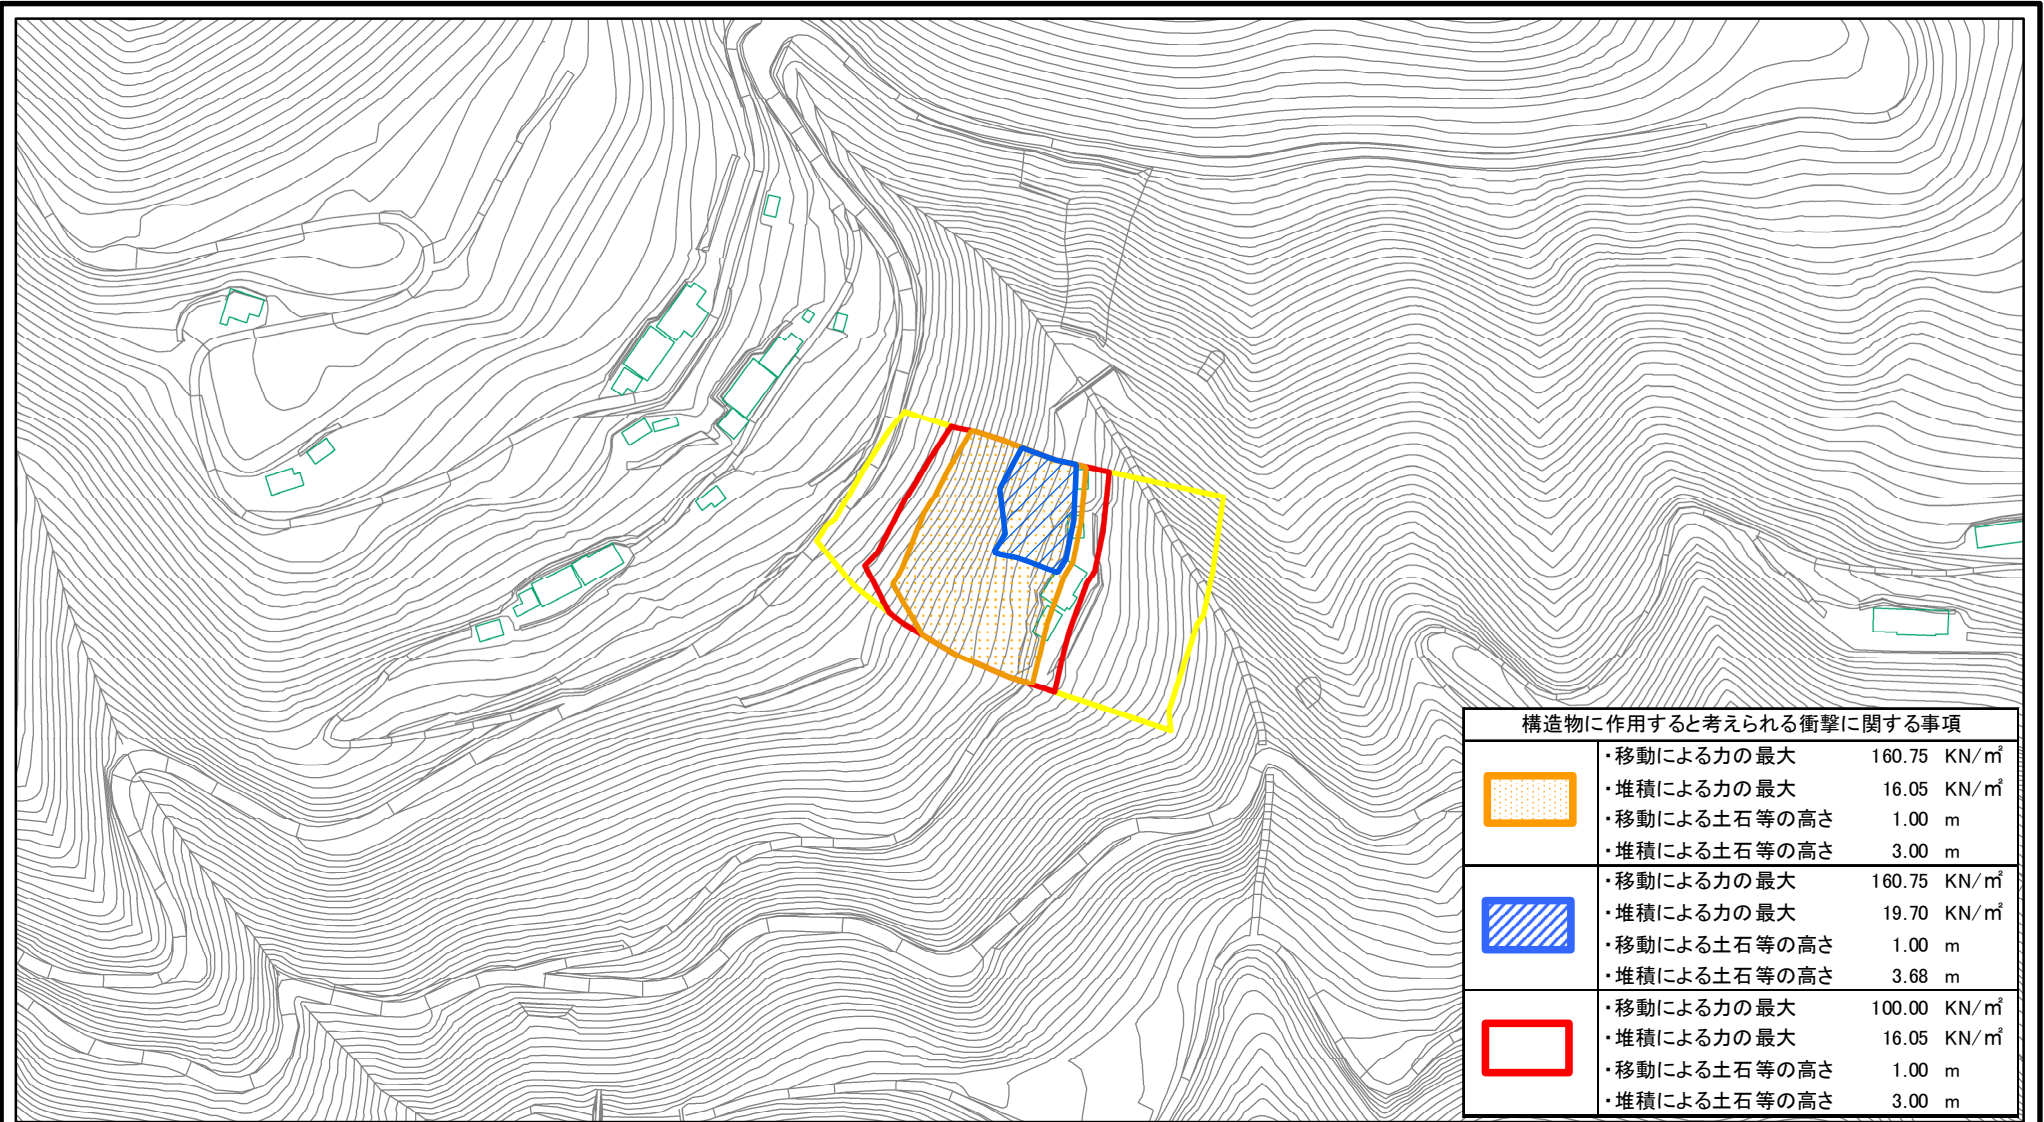 構造物に作用すると考えられる衝撃に関する事項
・移動による力の最大 160.75 KN/㎡
・堆積による力の最大 16.05 KN/㎡
・移動による土石等の高さ 1.00 m
・堆積による土石等の高さ 3.00 m
・移動による力の最大 160.75 KN/㎡
・堆積による力の最大 19.70 KN/㎡
・移動による土石等の高さ 1.00 m
・堆積による土石等の高さ 3.68 m
・移動による力の最大 100.00 KN/㎡
・堆積による力の最大 16.05 KN/㎡
・移動による土石等の高さ 1.00 m
・堆積による土石等の高さ 3.00 m